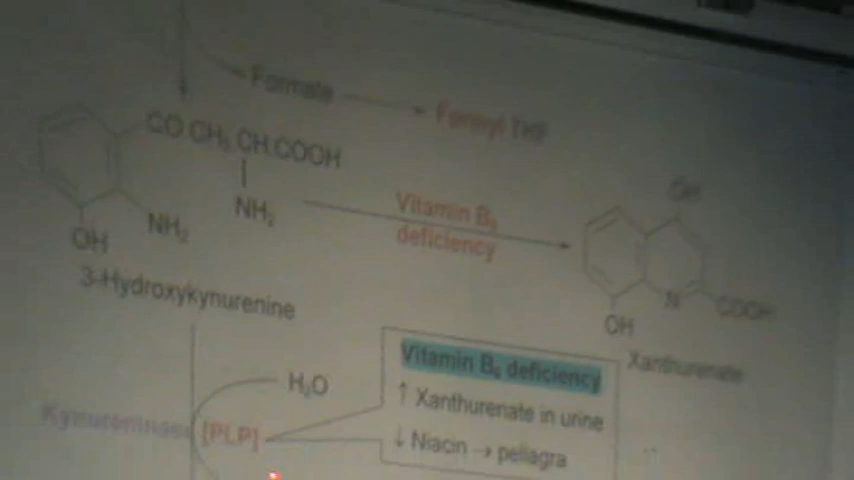 Formate
Formyl THF
CO CH₂ CH COOH
NH₂
NH₂
OH
3-Hydroxykynurenine
Vitamin B₆
deficiency
OH
N
COOH
OH
Xanthurenate
H₂O
Kynureninase [PLP]
Vitamin B₆ deficiency
↑ Xanthurenate in urine
↓ Niacin → pellagra